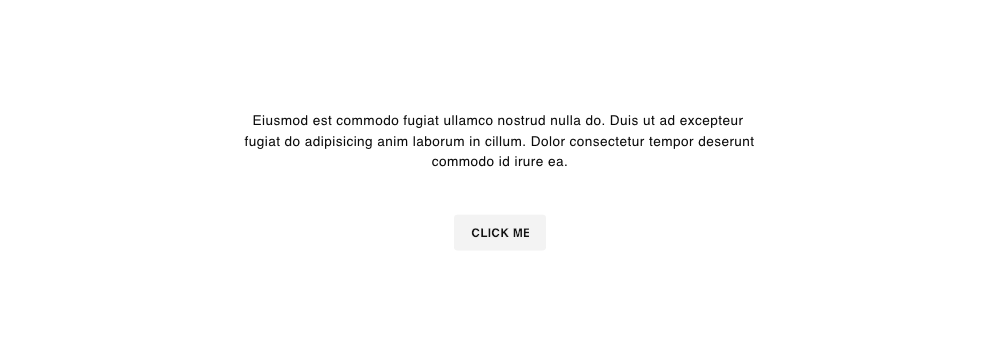 Eiusmod est commodo fugiat ullamco nostrud nulla do. Duis ut ad excepteur
fugiat do adipisicing anim laborum in cillum. Dolor consectetur tempor deserunt
commodo id irure ea.
CLICK ME